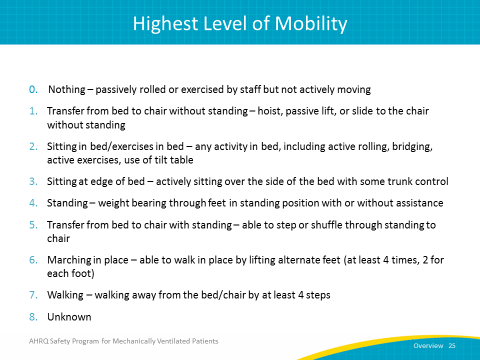 Highest Level of Mobility
0. Nothing – passively rolled or exercised by staff but not actively moving
1. Transfer from bed to chair without standing – hoist, passive lift, or slide to the chair
without standing
2. Sitting in bed/exercises in bed – any activity in bed, including active rolling, bridging,
active exercises, use of tilt table
3. Sitting at edge of bed – actively sitting over the side of the bed with some trunk control
4. Standing – weight bearing through feet in standing position with or without assistance
5. Transfer from bed to chair with standing – able to step or shuffle through standing to
chair
6. Marching in place – able to walk in place by lifting alternate feet (at least 4 times, 2 for
each foot)
7. Walking – walking away from the bed/chair by at least 4 steps
8. Unknown
AHRQ Safety Program for Mechanically Ventilated Patients
Overview 25